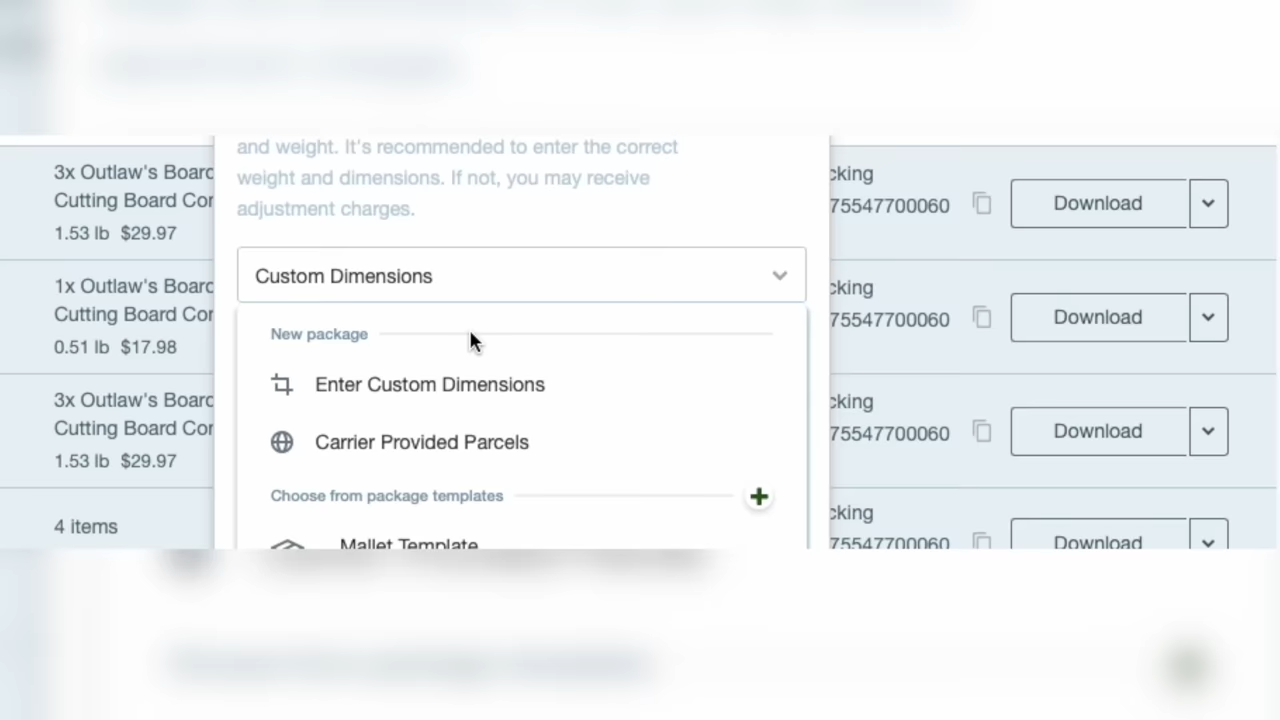 and weight. It's recommended to enter the correct
weight and dimensions. If not, you may receive
adjustment charges.
Custom Dimensions
New package
Enter Custom Dimensions
Carrier Provided Parcels
Choose from package templates
Mallet Template
3x Outlaw's Board
Cutting Board Cor
1.53 lb $29.97
1x Outlaw's Board
Cutting Board Cor
0.51 lb $17.98
3x Outlaw's Board
Cutting Board Cor
1.53 lb $29.97
4 items
cking
75547700060
Download
cking
75547700060
Download
cking
75547700060
Download
cking
75547700060
Download